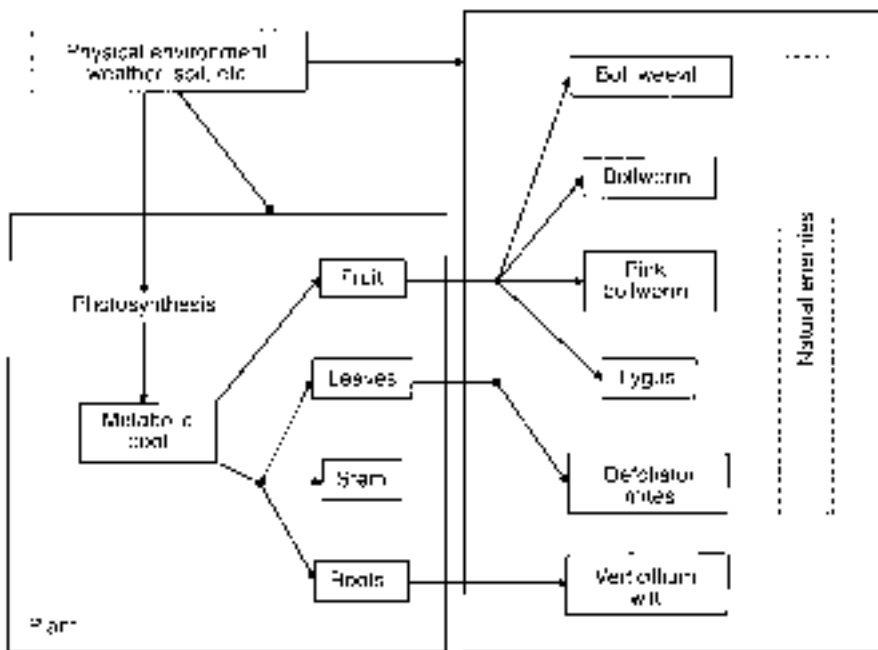 Physical environment
weather, soil, etc
Boll weevil
Bollworm
Fruit
Pink
bollworm
Natural enemies
Photosynthesis
Leaves
Lygus
Metabolic
pool
Stem
Defoliator
mites
Roots
Verticillium
wilt
Plant